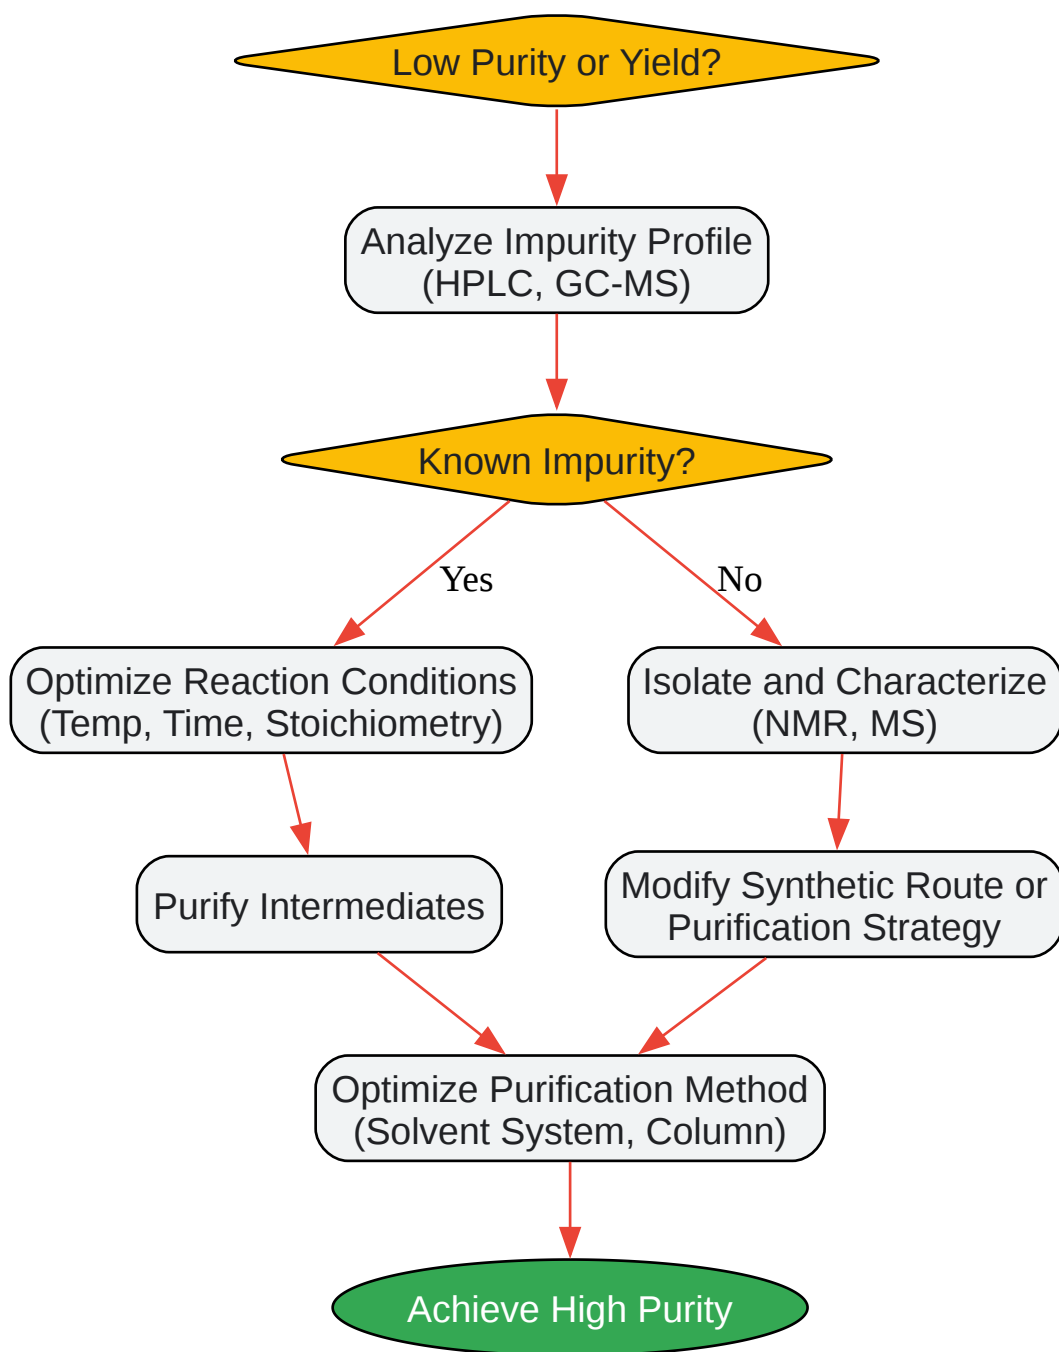 Low Purity or Yield?
Analyze Impurity Profile
(HPLC, GC-MS)
Known Impurity?
Yes
No
Optimize Reaction Conditions
(Temp, Time, Stoichiometry)
Isolate and Characterize
(NMR, MS)
Purify Intermediates
Modify Synthetic Route or
Purification Strategy
Optimize Purification Method
(Solvent System, Column)
Achieve High Purity